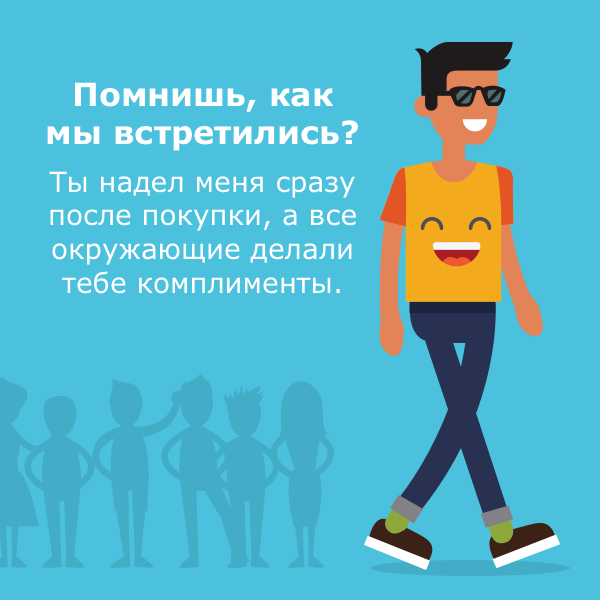 Помнишь, как
мы встретились?
Ты надел меня сразу
после покупки, а все
окружающие делали
тебе комплименты.